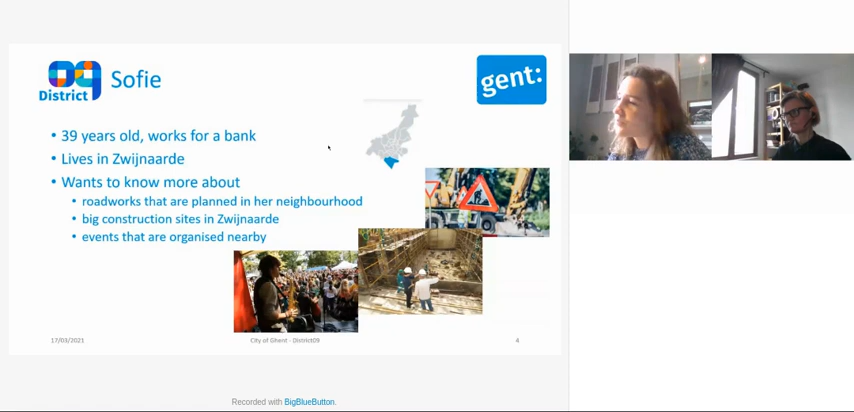 District
Sofie
gent:
• 39 years old, works for a bank
• Lives in Zwijnaarde
• Wants to know more about
• roadworks that are planned in her neighbourhood
• big construction sites in Zwijnaarde
• events that are organised nearby
17/03/2021
City of Ghent - District09
4
Recorded with BigBlueButton.